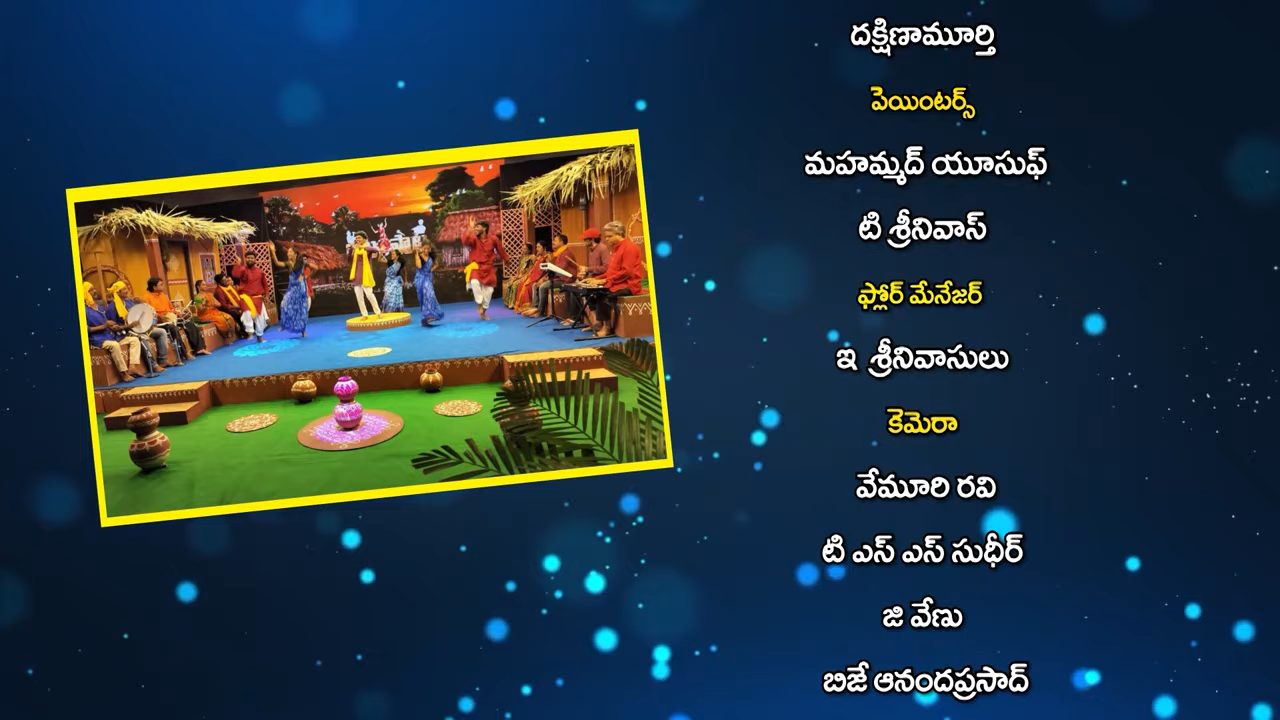 దక్షిణామూర్తి
పెయింటర్స్
మహమ్మద్ యూసుఫ్
టి శ్రీనివాస్
ఫ్లోర్ మేనేజర్
ఇ శ్రీనివాసులు
కెమెరా
వేమూరి రవి
టి ఎస్ ఎస్ సుధీర్
జి వేణు
బిజే ఆనందప్రసాద్